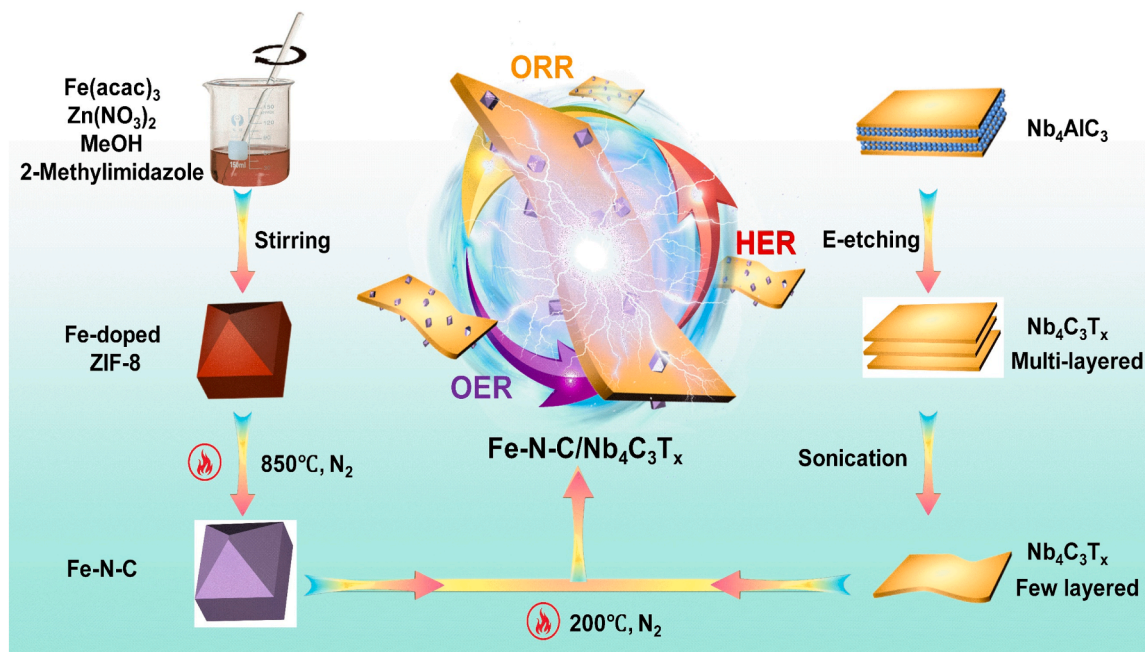 Fe(acac)₃
Zn(NO₃)₂
MeOH
2-Methylimidazole
Stirring
Fe-doped
ZIF-8
850℃, N₂
Fe-N-C
ORR
HER
OER
Fe-N-C/Nb₄C₃Tₓ
200℃, N₂
Nb₄AlC₃
E-etching
Nb₄C₃Tₓ
Multi-layered
Sonication
Nb₄C₃Tₓ
Few layered